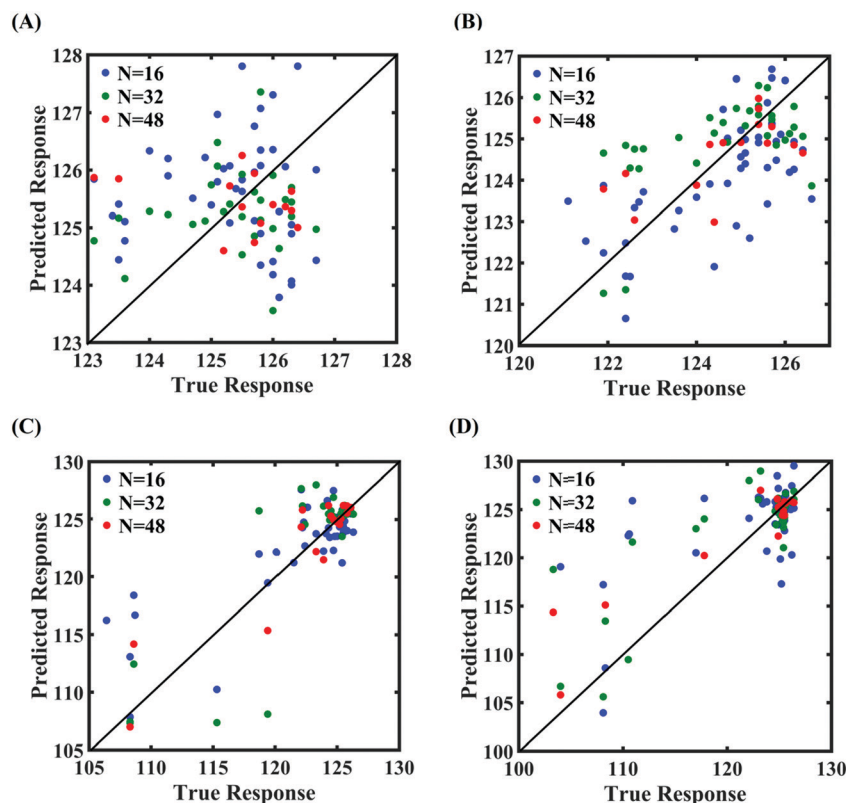 (A)
128
127
126
125
124
123
123 124 125 126 127 128
Predicted Response
True Response
N=16
N=32
N=48
(B)
127
126
125
124
123
122
121
120
120 122 124 126
Predicted Response
True Response
N=16
N=32
N=48
(C)
130
125
120
115
110
105
105 110 115 120 125 130
Predicted Response
True Response
N=16
N=32
N=48
(D)
130
125
120
115
110
105
100
100 110 120 130
Predicted Response
True Response
N=16
N=32
N=48